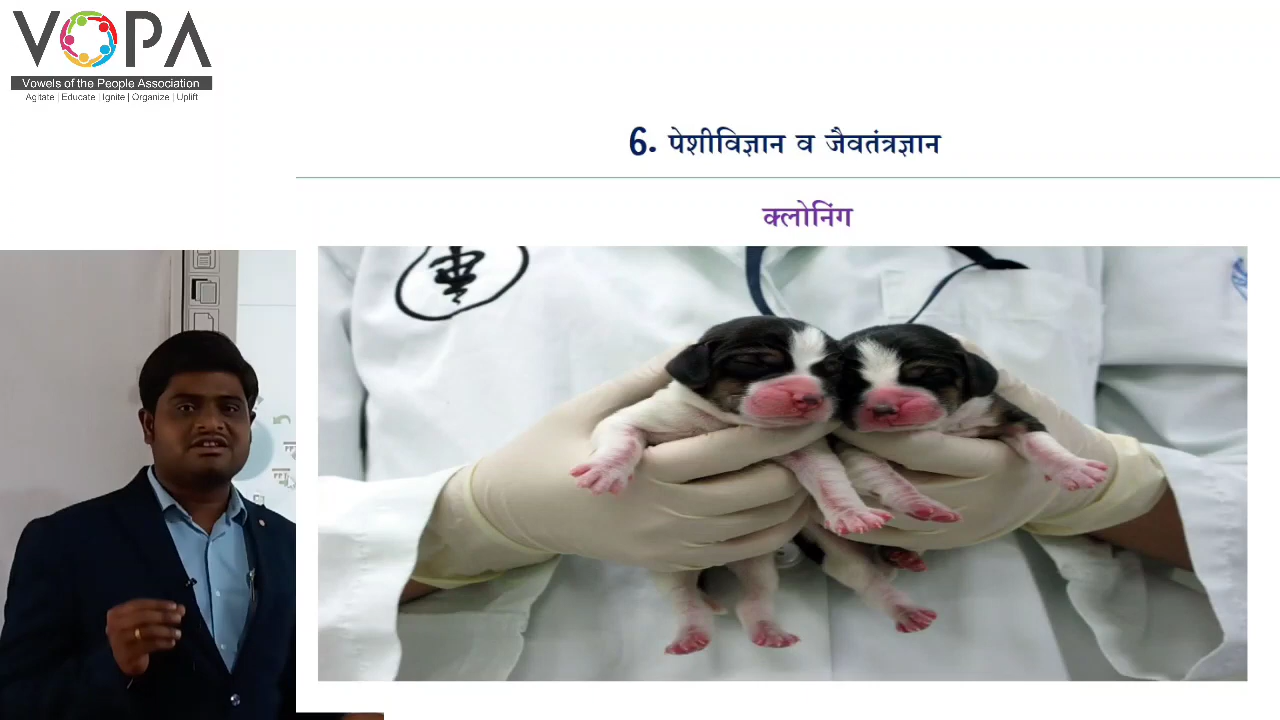 VOPA
Vowels of the People Association
Agitate | Educate | Ignite | Organize | Uplift
6. पेशीविज्ञान व जैवतंत्रज्ञान
क्लोनिंग